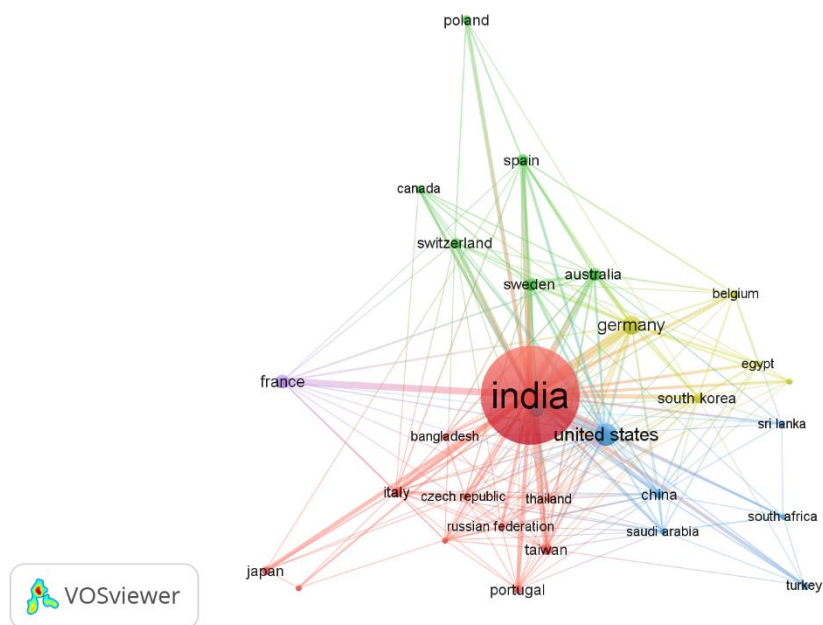 poland
spain
canada
switzerland
australia
sweden
belgium
germany
egypt
france
india
south korea
sri lanka
bangladesh
united states
italy
czech republic
thailand
china
south africa
russian federation
saudi arabia
taiwan
japan
portugal
turkey
VOSviewer